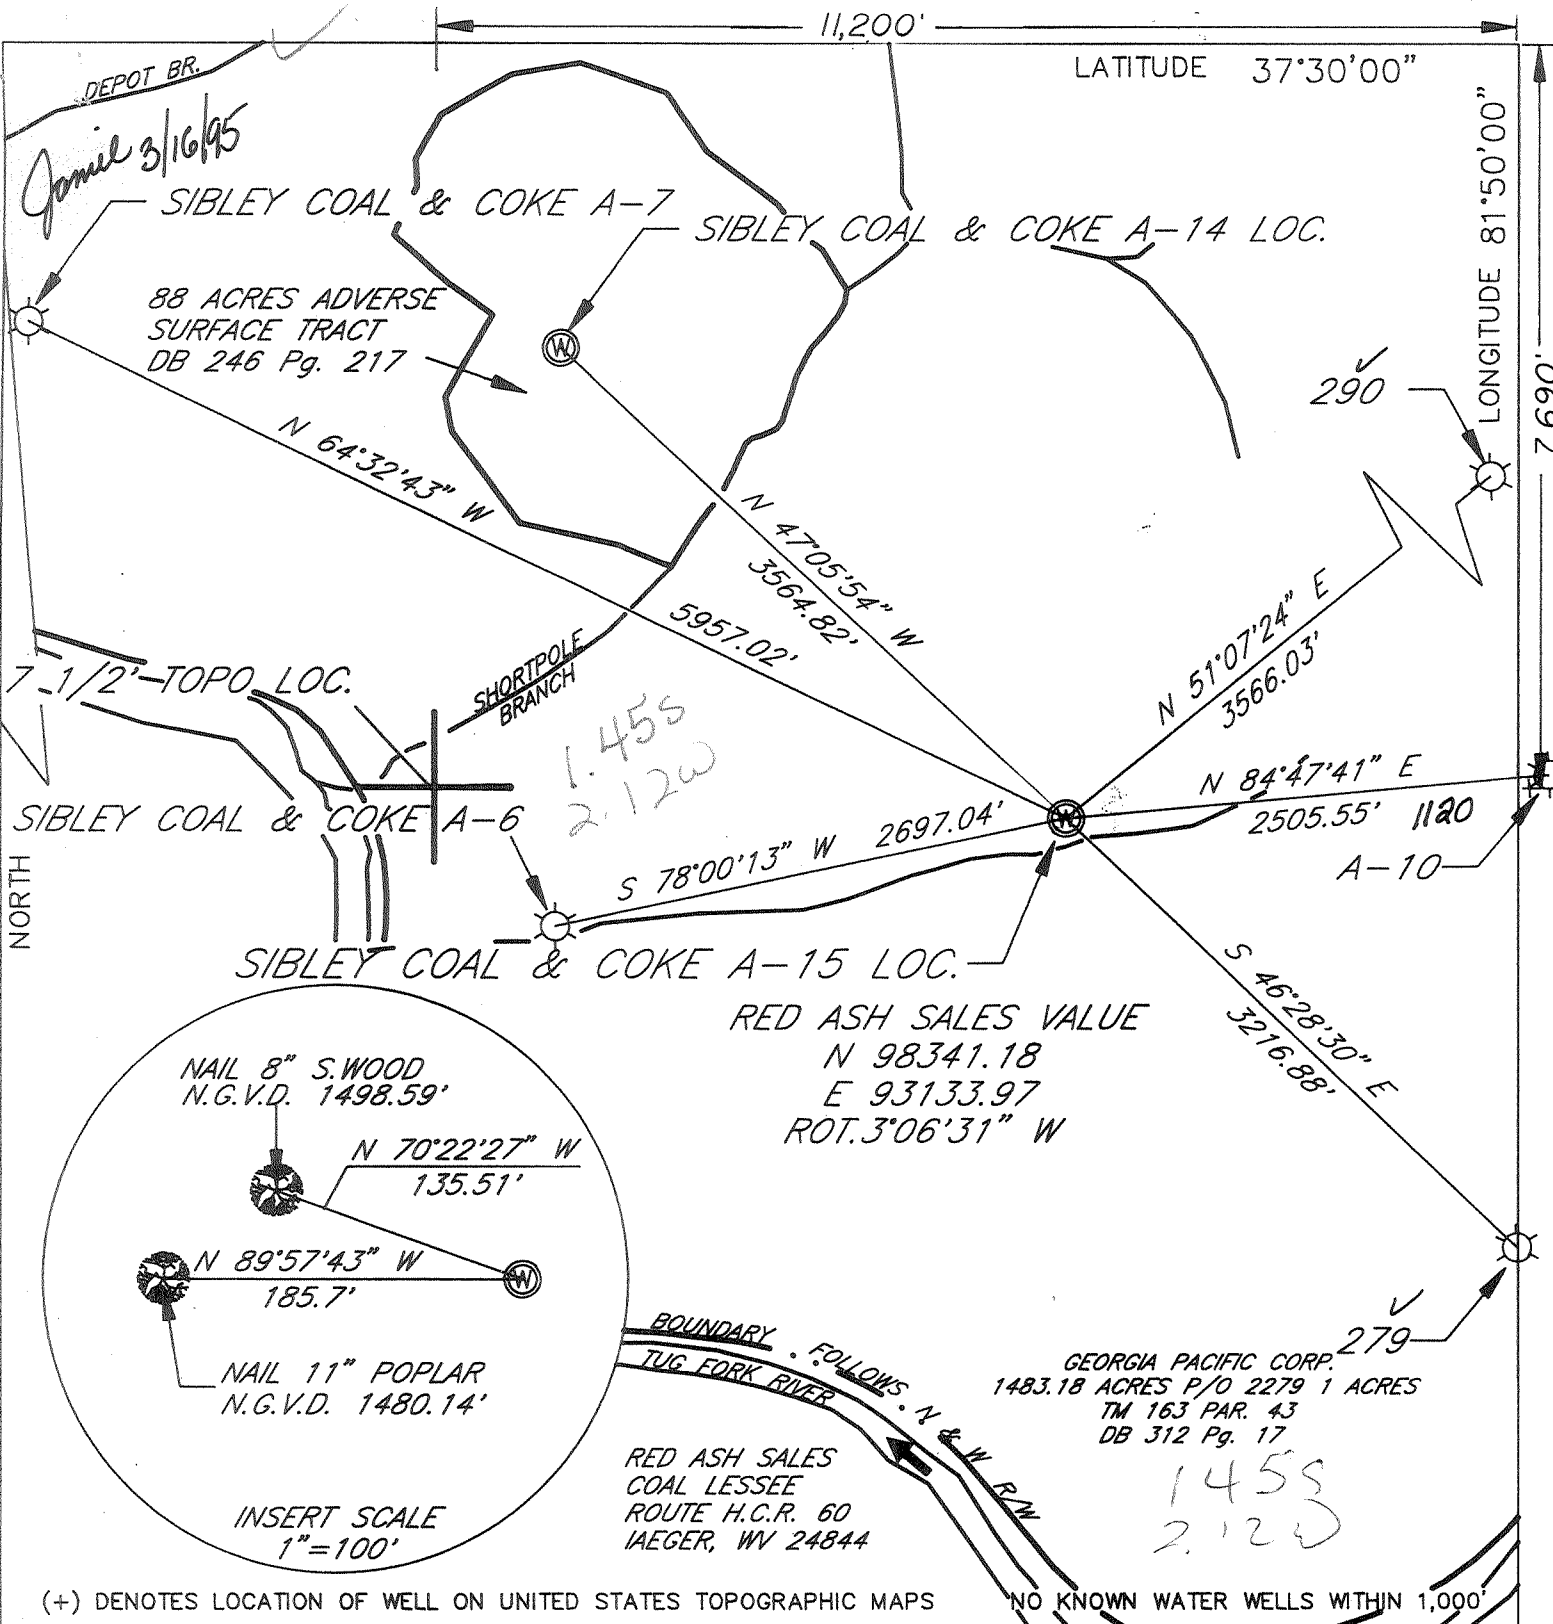 11,200'
LATITUDE 37°30'00"
DEPOT BR.
LONGITUDE 81°50'00"
3/16/95
SIBLEY COAL & COKE A-7
SIBLEY COAL & COKE A-14 LOC.
88 ACRES ADVERSE
SURFACE TRACT
DB 246 Pg. 217
7690'
290
N 64°32'43" W
5957.02'
N 47°05'54" W
3564.82'
N 51°07'24" E
3566.03'
7 1/2' TOPO LOC.
SHORTPOLE
BRANCH
1.45s
2.12w
N 84°47'41" E
2505.55' 1120
SIBLEY COAL & COKE A-6
S 78°00'13" W 2697.04'
A-10
NORTH
SIBLEY COAL & COKE A-15 LOC.
S 46°28'30" E
3216.88'
RED ASH SALES VALUE
N 98341.18
E 93133.97
ROT.3°06'31" W
NAIL 8" S.WOOD
N.G.V.D. 1498.59'
N 70°22'27" W
135.51'
N 89°57'43" W
185.7'
NAIL 11" POPLAR
N.G.V.D. 1480.14'
INSERT SCALE
1"=100'
BOUNDARY FOLLOWS N & W R/W
TUG FORK RIVER
279
GEORGIA PACIFIC CORP.
1483.18 ACRES P/O 2279 1 ACRES
TM 163 PAR. 43
DB 312 Pg. 17
RED ASH SALES
COAL LESSEE
ROUTE H.C.R. 60
IAEGER, WV 24844
1 45s
2.12w
(+) DENOTES LOCATION OF WELL ON UNITED STATES TOPOGRAPHIC MAPS
NO KNOWN WATER WELLS WITHIN 1,000'
W
W
W